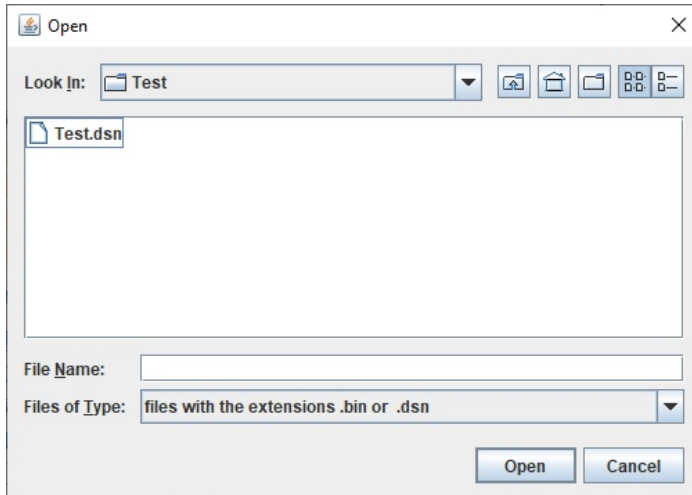 Open
Look In: Test
Test.dsn
File Name:
Files of Type: files with the extensions .bin or .dsn
Open Cancel